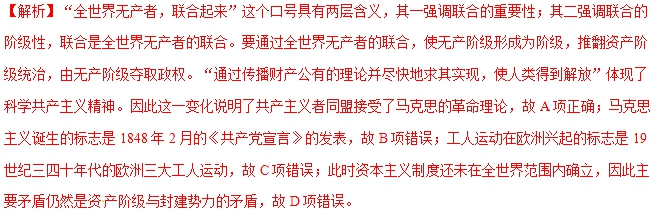 【解析】“全世界无产者，联合起来”这个口号具有两层含义，其一强调联合的重要性；其二强调联合的
阶级性，联合是全世界无产者的联合。要通过全世界无产者的联合，使无产阶级形成为阶级，推翻资产阶
级统治，由无产阶级夺取政权。“通过传播财产公有的理论并尽快地求其实现，使人类得到解放”体现了
科学共产主义精神。因此这一变化说明了共产主义者同盟接受了马克思的革命理论，故 A 项正确；马克思
主义诞生的标志是 1848 年 2 月的《共产党宣言》的发表，故 B 项错误；工人运动在欧洲兴起的标志是 19
世纪三四十年代的欧洲三大工人运动，故 C 项错误；此时资本主义制度还未在全世界范围内确立，因此主
要矛盾仍然是资产阶级与封建势力的矛盾，故 D 项错误。